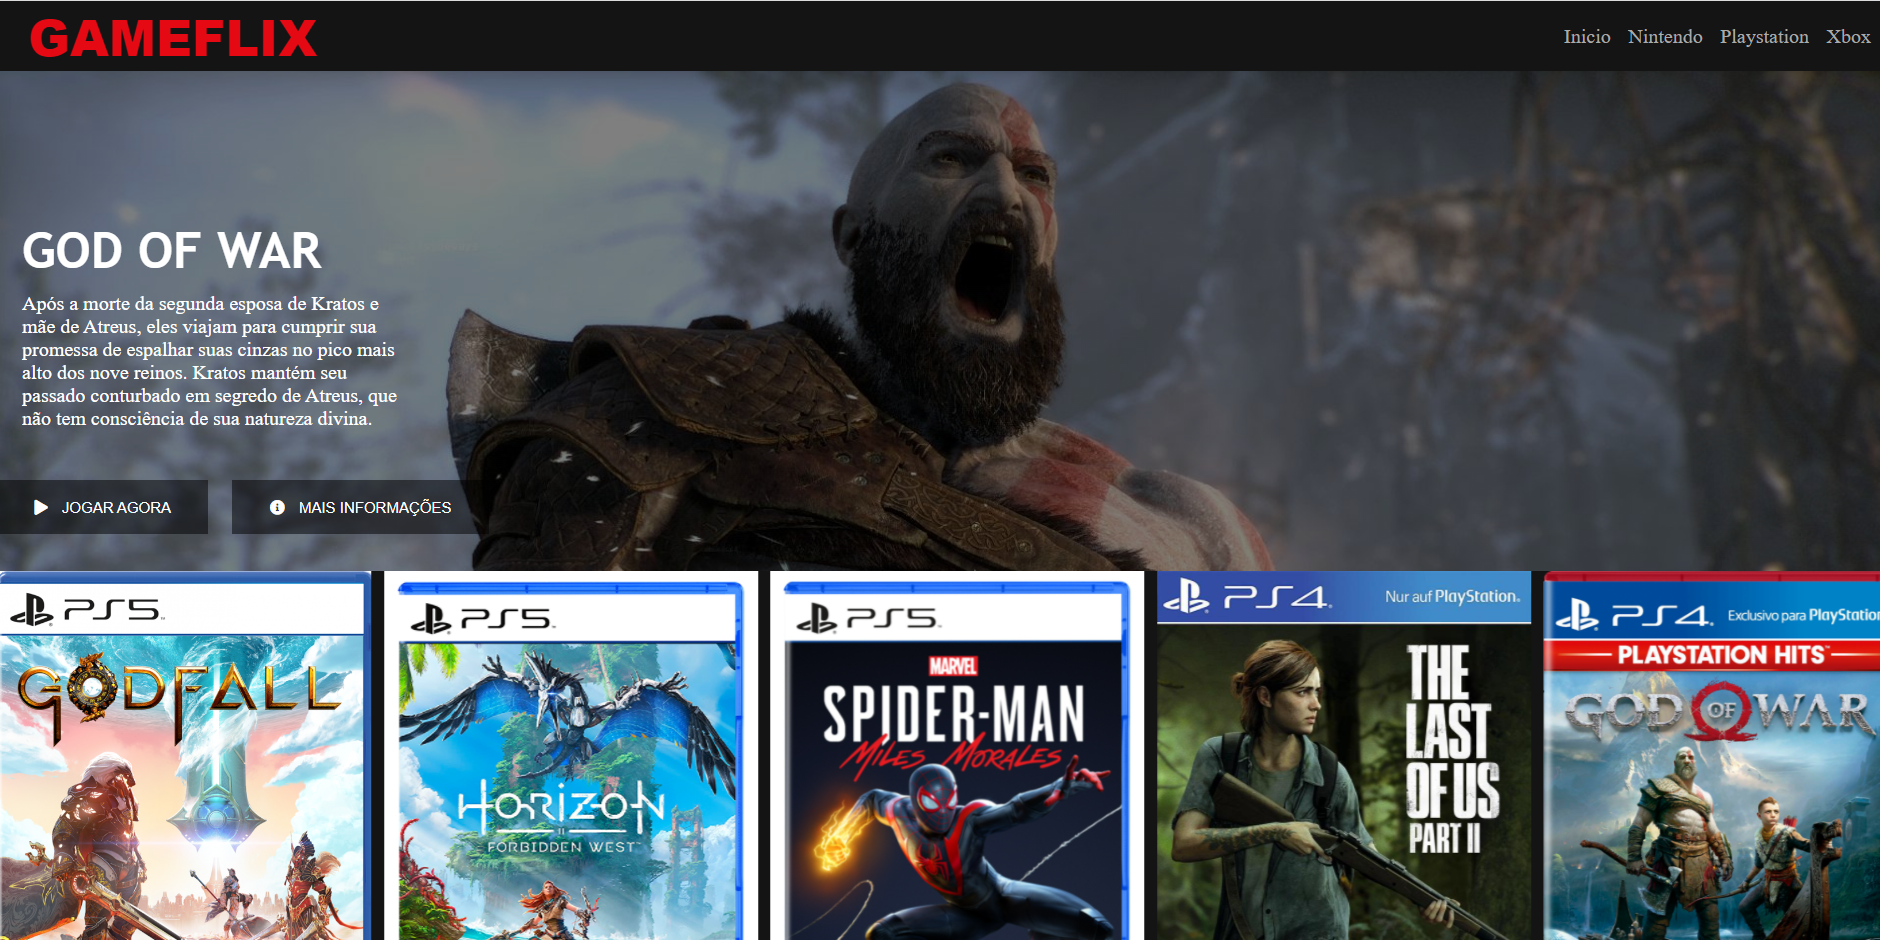 GAMEFLIX
Inicio Nintendo Playstation Xbox
GOD OF WAR
Após a morte da segunda esposa de Kratos e
mãe de Atreus, eles viajam para cumprir sua
promessa de espalhar suas cinzas no pico mais
alto dos nove reinos. Kratos mantém seu
passado conturbado em segredo de Atreus, que
não tem consciência de sua natureza divina.
JOGAR AGORA
MAIS INFORMAÇÕES
PS5
GODFALL
PS5
HORIZON
FORBIDDEN WEST
PS5
MARVEL
SPIDER-MAN
MILES MORALES
PS4 Nur auf PlayStation.
THE
LAST
OF US
PART II
PS4 Exclusivo para PlayStation
PLAYSTATION HITS
GOD OF WAR